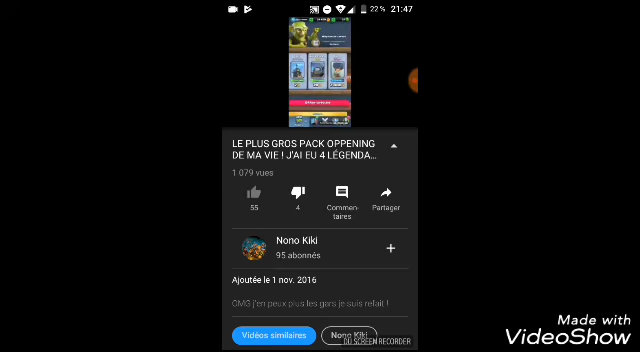 22 % 21:47
LE PLUS GROS PACK OPPENING
DE MA VIE ! J'AI EU 4 LÉGENDA...
1 079 vues
55
4
Commen-
taires
Partager
Nono Kiki
95 abonnés
Ajoutée le 1 nov. 2016
OMG j'en peux plus les gars je suis refait !
Vidéos similaires
Nono Kiki
DU SCREEN RECORDER
Made with
VideoShow